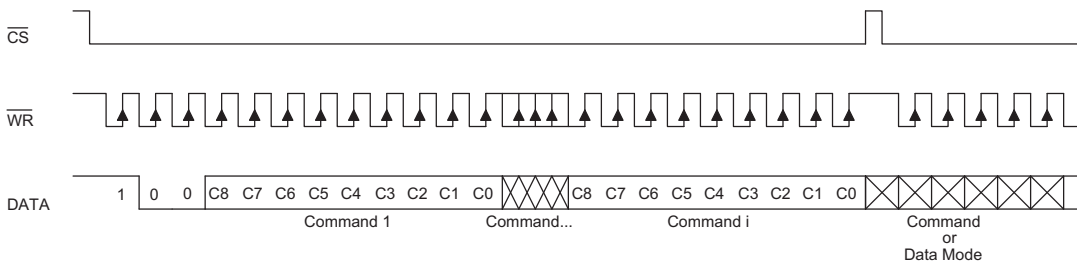 CS
WR
DATA 1 0 0 C8 C7 C6 C5 C4 C3 C2 C1 C0 C8 C7 C6 C5 C4 C3 C2 C1 C0
Command 1 Command... Command i Command
or
Data Mode